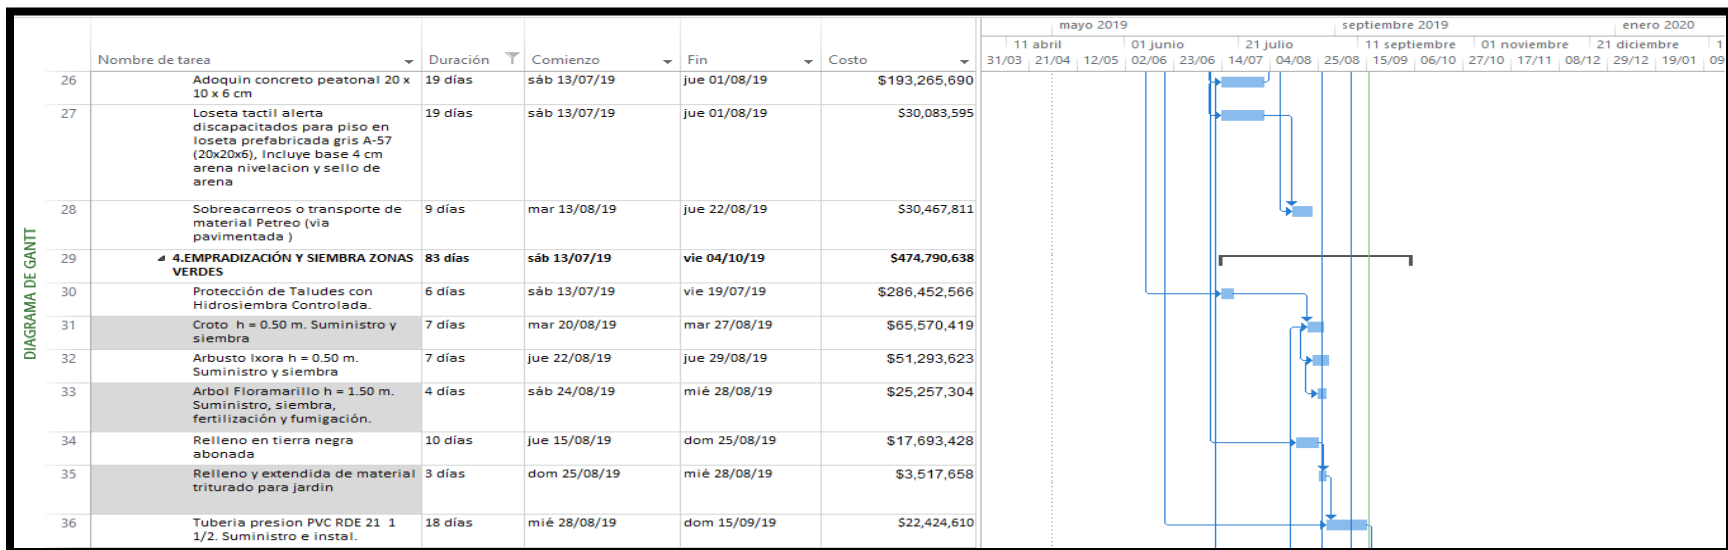 mayo 2019 septiembre 2019 enero 2020
11 abril 01 junio 21 julio 11 septiembre 01 noviembre 21 diciembre 1
Nombre de tarea Duración Comienzo Fin Costo 31/03 21/04 12/05 02/06 23/06 14/07 04/08 25/08 15/09 06/10 27/10 17/11 08/12 29/12 19/01 09
DIAGRAMA DE GANTT
26 Adoquin concreto peatonal 20 x 19 días sáb 13/07/19 jue 01/08/19 $193,265,690
10 x 6 cm
27 Loseta tactil alerta 19 días sáb 13/07/19 jue 01/08/19 $30,083,595
discapacitados para piso en
loseta prefabricada gris A-57
(20x20x6), Incluye base 4 cm
arena nivelacion y sello de
arena
28 Sobreacarreos o transporte de 9 días mar 13/08/19 jue 22/08/19 $30,467,811
material Petreo (via
pavimentada )
29 4.EMPRADIZACIÓN Y SIEMBRA ZONAS 83 días sáb 13/07/19 vie 04/10/19 $474,790,638
VERDES
30 Protección de Taludes con 6 días sáb 13/07/19 vie 19/07/19 $286,452,566
Hidrosiembra Controlada.
31 Croto h = 0.50 m. Suministro y 7 días mar 20/08/19 mar 27/08/19 $65,570,419
siembra
32 Arbusto Ixora h = 0.50 m. 7 días jue 22/08/19 jue 29/08/19 $51,293,623
Suministro y siembra
33 Arbol Floramarillo h = 1.50 m. 4 días sáb 24/08/19 mié 28/08/19 $25,257,304
Suministro, siembra,
fertilización y fumigación.
34 Relleno en tierra negra 10 días jue 15/08/19 dom 25/08/19 $17,693,428
abonada
35 Relleno y extendida de material 3 días dom 25/08/19 mié 28/08/19 $3,517,658
triturado para jardin
36 Tuberia presion PVC RDE 21 1 18 días mié 28/08/19 dom 15/09/19 $22,424,610
1/2. Suministro e instal.